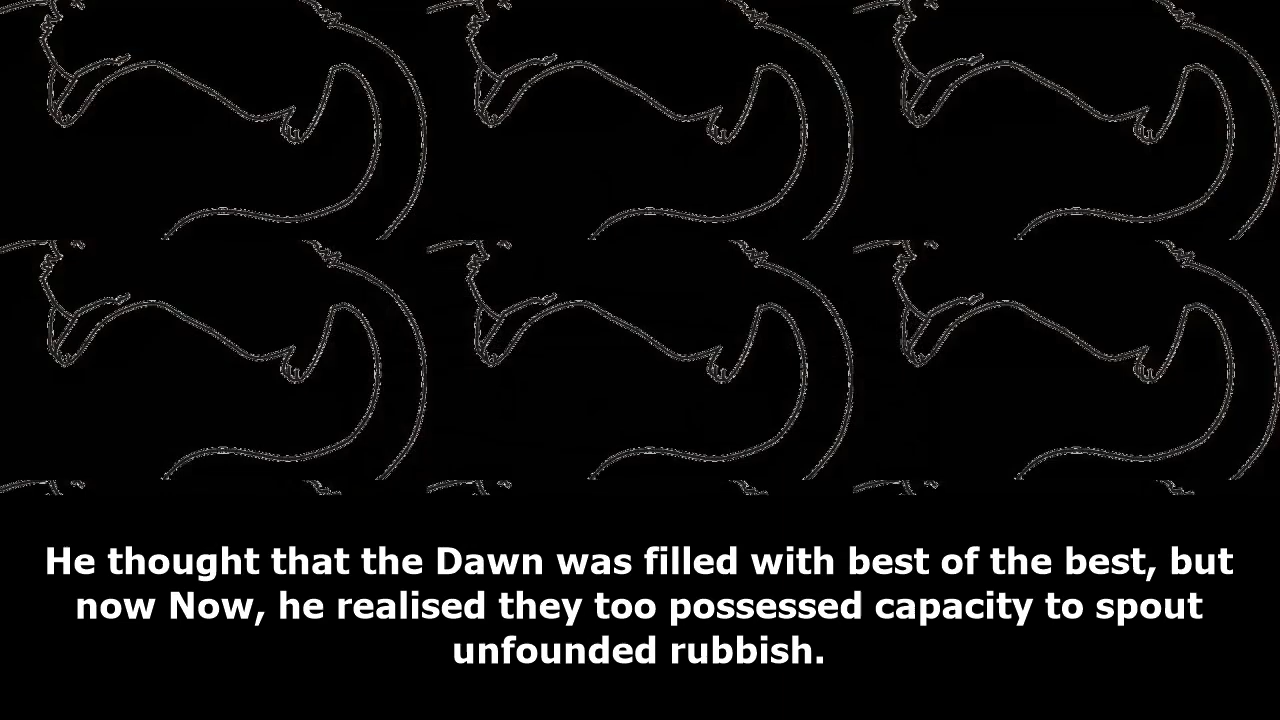 He thought that the Dawn was filled with best of the best, but
now Now, he realised they too possessed capacity to spout
unfounded rubbish.